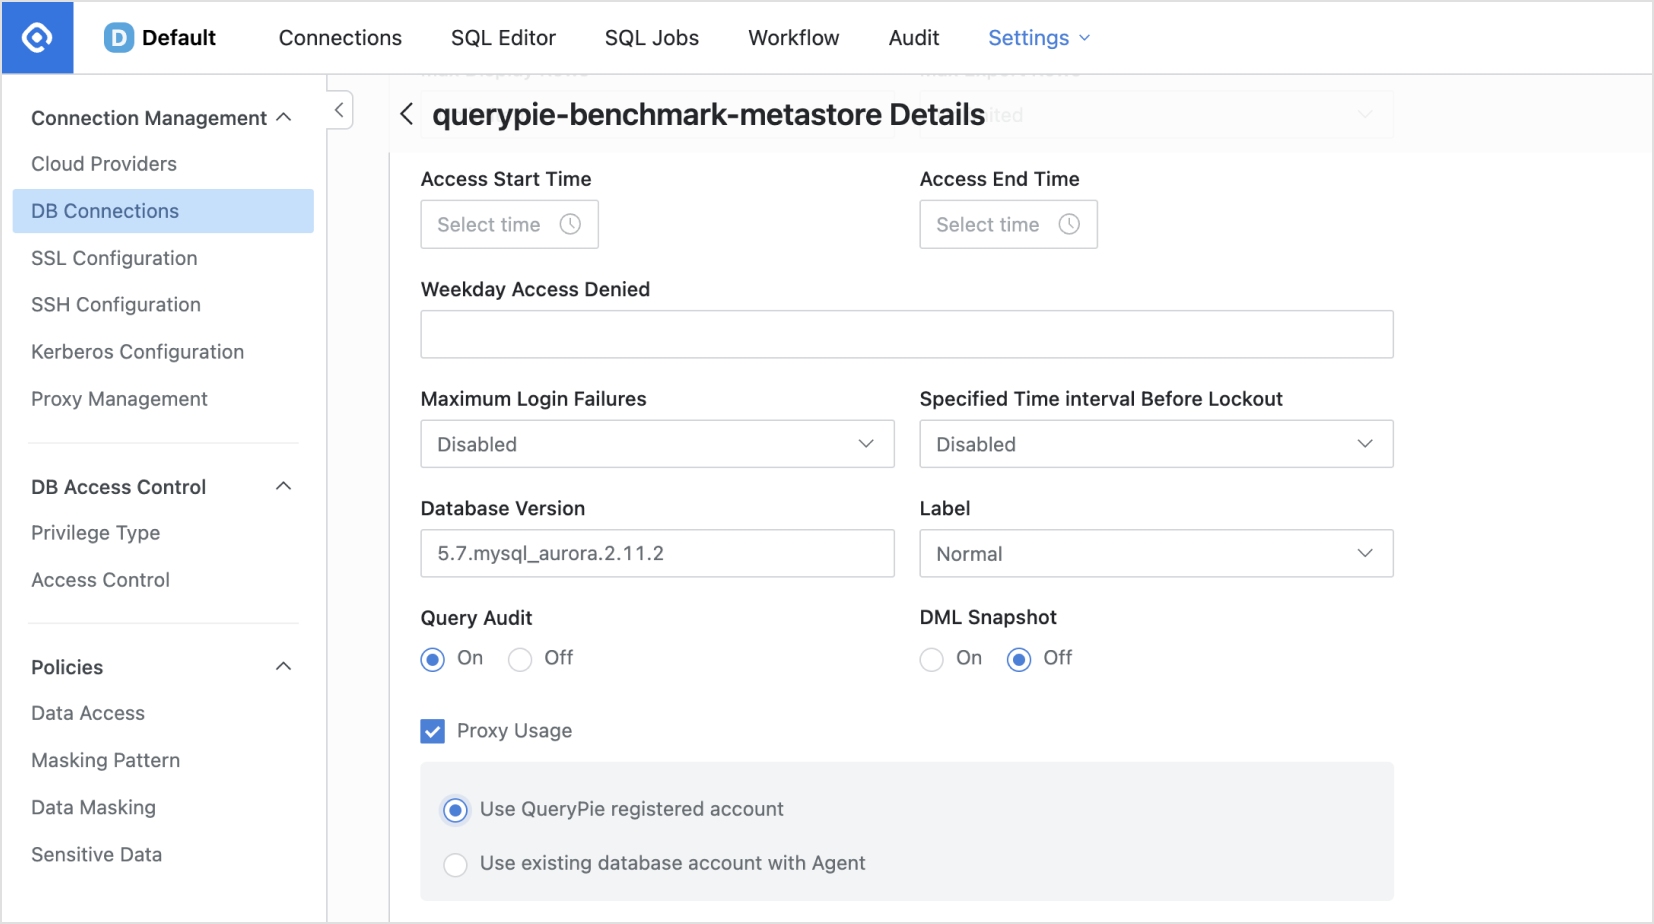 D Default
Connections
SQL Editor
SQL Jobs
Workflow
Audit
Settings
Connection Management
Cloud Providers
DB Connections
SSL Configuration
SSH Configuration
Kerberos Configuration
Proxy Management
DB Access Control
Privilege Type
Access Control
Policies
Data Access
Masking Pattern
Data Masking
Sensitive Data
querypie-benchmark-metastore Details
Access Start Time
Access End Time
Select time
Select time
Weekday Access Denied
Maximum Login Failures
Specified Time interval Before Lockout
Disabled
Disabled
Database Version
Label
5.7.mysql_aurora.2.11.2
Normal
Query Audit
DML Snapshot
On
Off
On
Off
Proxy Usage
Use QueryPie registered account
Use existing database account with Agent